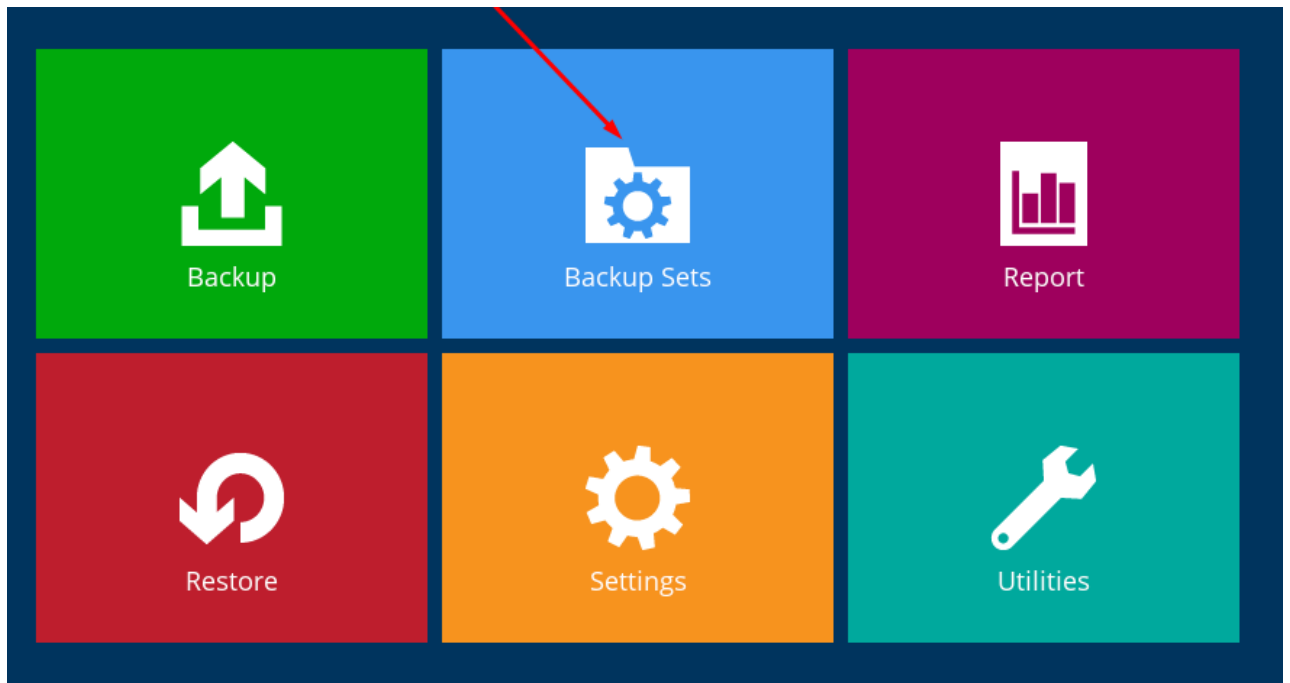 Backup
Backup Sets
Report
Restore
Settings
Utilities